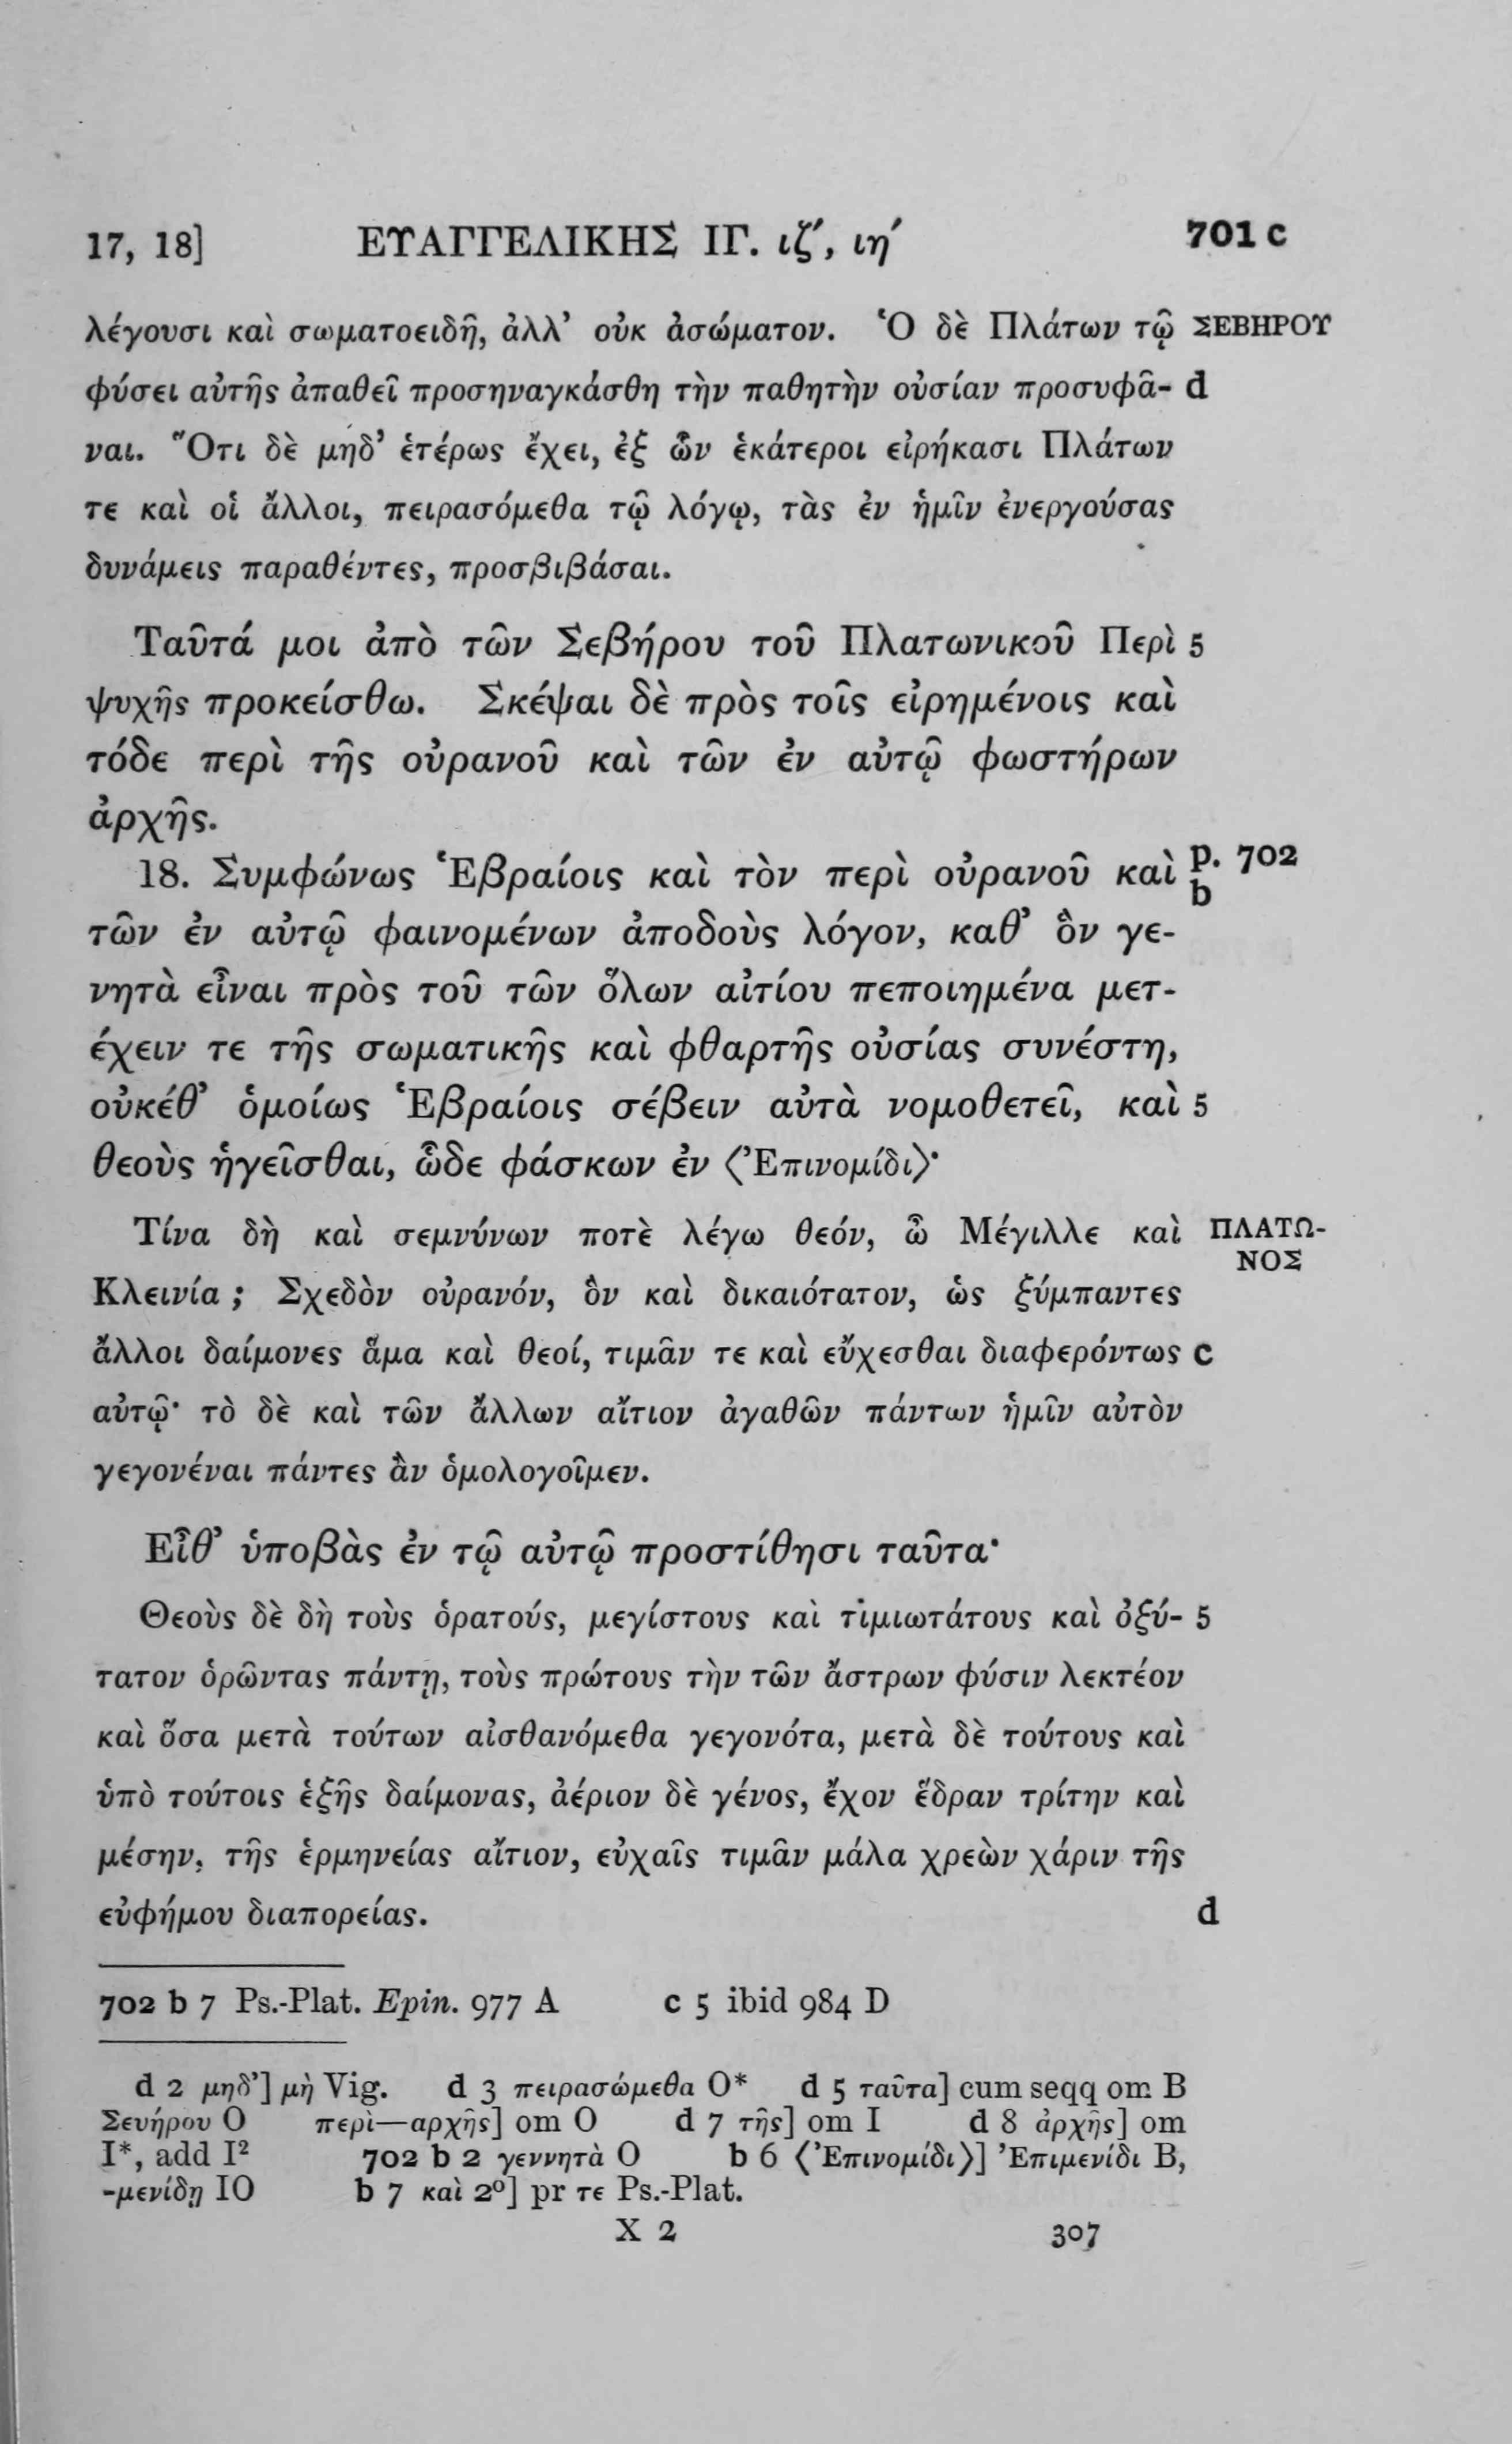 17, 18] ΕΥΑΓΓΕΛΙΚΗΣ ΙΓ. ιζ´, ιη´ 701 c
λέγουσι καὶ σωματοειδῆ, ἀλλ’ οὐκ ἀσώματον. Ὁ δὲ Πλάτων τῷ ΣΕΒΗΡΟΥ
φύσει αὐτῆς ἀπαθεῖ προσηναγκάσθη τὴν παθητὴν οὐσίαν προσυφᾶ- d
ναι. Ὅτι δὲ μηδ’ ἑτέρως ἔχει, ἐξ ὧν ἑκάτεροι εἰρήκασι Πλάτων
τε καὶ οἱ ἄλλοι, πειρασόμεθα τῷ λόγῳ, τὰς ἐν ἡμῖν ἐνεργούσας
δυνάμεις παραθέντες, προσβιβάσαι.
Ταῦτά μοι ἀπὸ τῶν Σεβήρου τοῦ Πλατωνικοῦ Περὶ 5
ψυχῆς προκείσθω. Σκέψαι δὲ πρὸς τοῖς εἰρημένοις καὶ
τόδε περὶ τῆς οὐρανοῦ καὶ τῶν ἐν αὐτῷ φωστήρων
ἀρχῆς.
18. Συμφώνως Ἑβραίοις καὶ τὸν περὶ οὐρανοῦ καὶ p. 702 b
τῶν ἐν αὐτῷ φαινομένων ἀποδοὺς λόγον, καθ’ ὃν γε-
νητὰ εἶναι πρὸς τοῦ τῶν ὅλων αἰτίου πεποιημένα μετ-
έχειν τε τῆς σωματικῆς καὶ φθαρτῆς οὐσίας συνέστη,
οὐκέθ’ ὁμοίως Ἑβραίοις σέβειν αὐτὰ νομοθετεῖ, καὶ 5
θεοὺς ἡγεῖσθαι, ὧδε φάσκων ἐν ⟨Ἐπινομίδι⟩·
Τίνα δὴ καὶ σεμνύνων ποτὲ λέγω θεόν, ὦ Μέγιλλε καὶ ΠΛΑΤΩ-
ΝΟΣ
Κλεινία ; Σχεδὸν οὐρανόν, ὃν καὶ δικαιότατον, ὡς ξύμπαντες
ἄλλοι δαίμονες ἅμα καὶ θεοί, τιμᾶν τε καὶ εὔχεσθαι διαφερόντως c
αὐτῷ· τὸ δὲ καὶ τῶν ἄλλων αἴτιον ἀγαθῶν πάντων ἡμῖν αὐτὸν
γεγονέναι πάντες ἂν ὁμολογοῖμεν.
Εἶθ’ ὑποβὰς ἐν τῷ αὐτῷ προστίθησι ταῦτα·
Θεοὺς δὲ δὴ τοὺς ὁρατούς, μεγίστους καὶ τιμιωτάτους καὶ ὀξύ- 5
τατον ὁρῶντας πάντῃ, τοὺς πρώτους τὴν τῶν ἄστρων φύσιν λεκτέον
καὶ ὅσα μετὰ τούτων αἰσθανόμεθα γεγονότα, μετὰ δὲ τούτους καὶ
ὑπὸ τούτοις ἑξῆς δαίμονας, ἀέριον δὲ γένος, ἔχον ἕδραν τρίτην καὶ
μέσην, τῆς ἑρμηνείας αἴτιον, εὐχαῖς τιμᾶν μάλα χρεὼν χάριν τῆς
εὐφήμου διαπορείας. d
702 b 7 Ps.-Plat. Epin. 977 A c 5 ibid 984 D
d 2 μηδ’] μὴ Vig. d 3 πειρασώμεθα O* d 5 ταῦτα] cum seqq om B
Σευήρου O περὶ—αρχῆς] om O d 7 τῆς] om I d 8 ἀρχῆς] om
I*, add I² 702 b 2 γεννητὰ O b 6 ⟨Ἐπινομίδι⟩] Ἐπιμενίδι B,
-μενίδῃ IO b 7 καὶ 2⁰] pr τε Ps.-Plat.
X 2 307